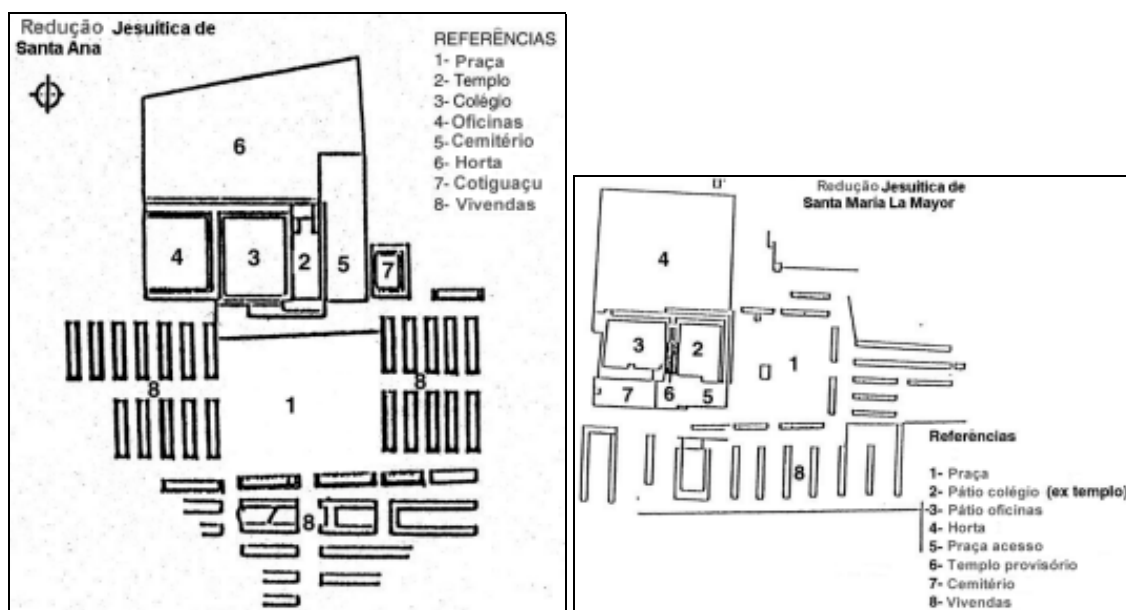 Redução Jesuítica de
Santa Ana
REFERÊNCIAS
1- Praça
2- Templo
3- Colégio
4- Oficinas
5- Cemitério
6- Horta
7- Cotiguaçu
8- Vivendas
6
4
3
2
5
7
8
8
1
8
Redução Jesuítica de
Santa Maria La Mayor
4
3
2
1
7
6
5
8
Referências
1- Praça
2- Pátio colégio (ex templo)
3- Pátio oficinas
4- Horta
5- Praça acesso
6- Templo provisório
7- Cemitério
8- Vivendas